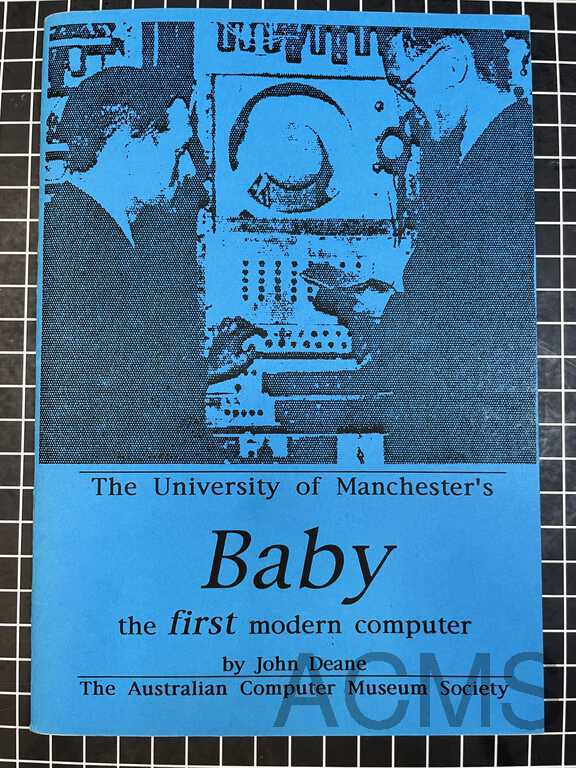 The University of Manchester's
Baby
the first modern computer
by John Deane
The Australian Computer Museum Society
ACMS